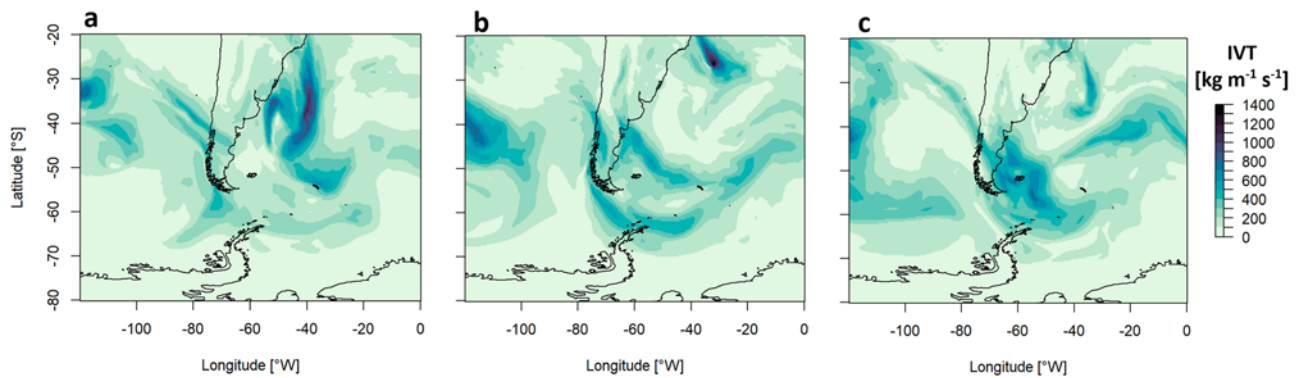 a
b
c
IVT
[kg m⁻¹ s⁻¹]
1400
1200
1000
800
600
400
200
0
Latitude [°S]
-20
-30
-40
-50
-60
-70
-80
-100 -80 -60 -40 -20 0
-100 -80 -60 -40 -20 0
-100 -80 -60 -40 -20 0
Longitude [°W]
Longitude [°W]
Longitude [°W]